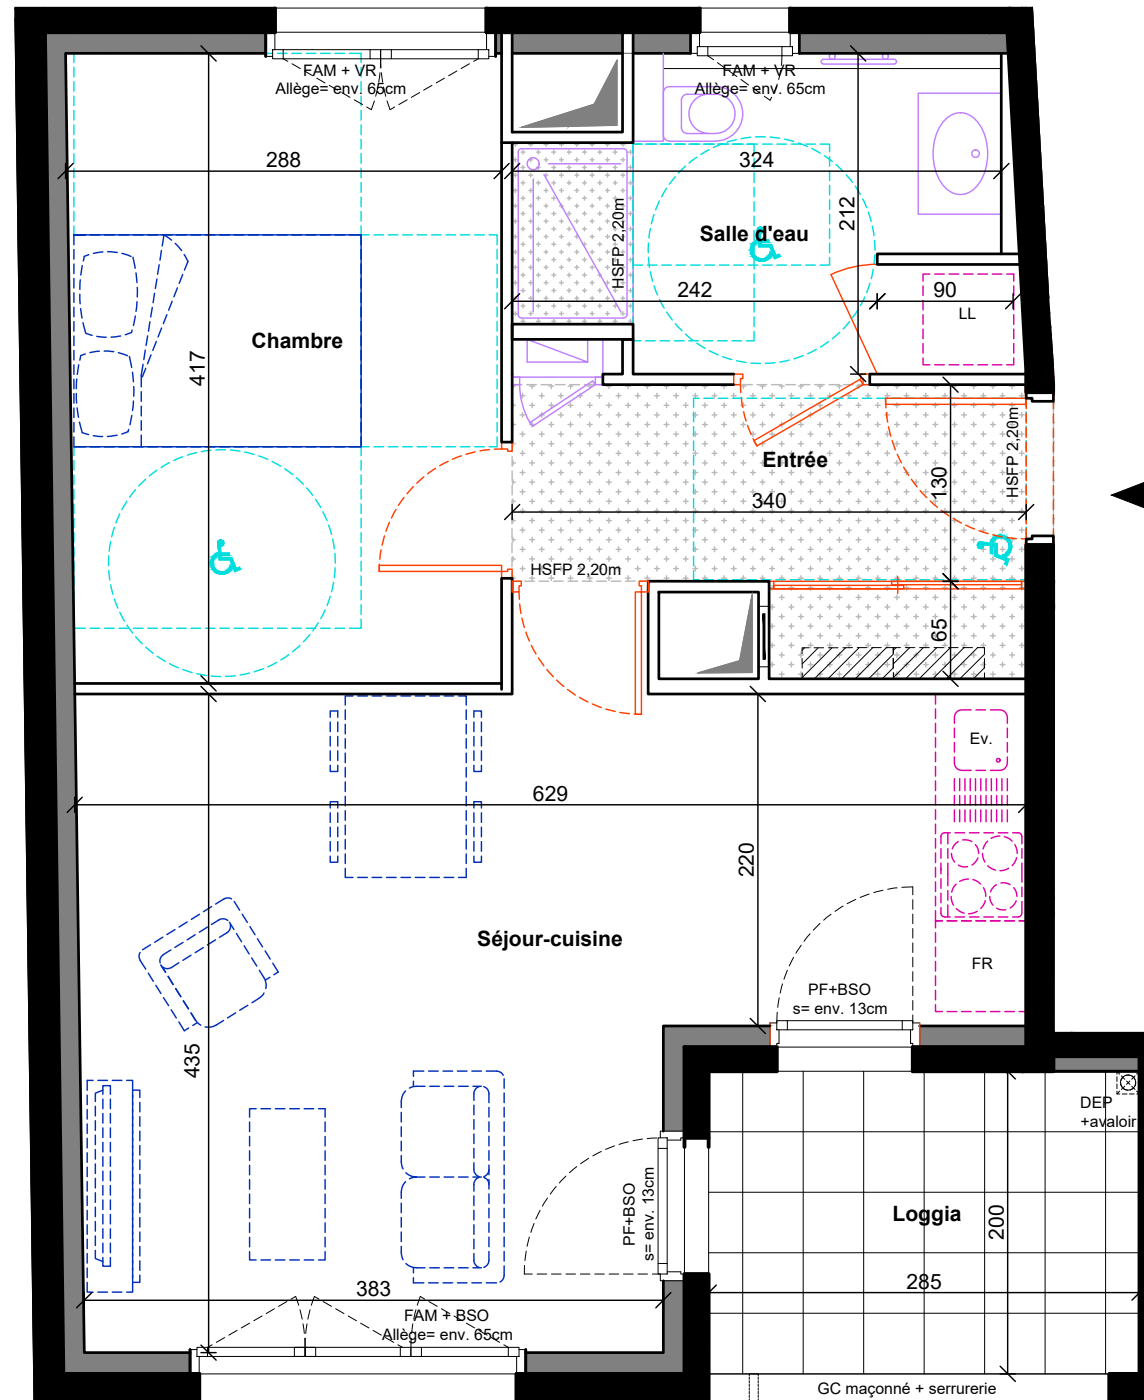 FAM + VR
Allège= env. 65cm
FAM + VR
Allège= env. 65cm
288
324
212
Salle d'eau
HSFP 2,20m
242
90
LL
Chambre
417
Entrée
130
HSFP 2,20m
340
HSFP 2,20m
65
Ev.
629
220
Séjour-cuisine
FR
PF+BSO
s= env. 13cm
435
DEP
+avaloir
PF+BSO
s= env. 13cm
Loggia
200
285
383
FAM + BSO
Allège= env. 65cm
GC maçonné + serrurerie